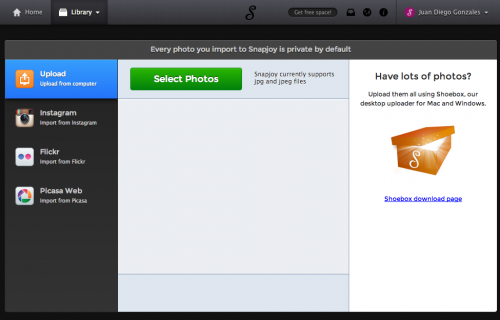 Home
Library
S
Get free space!
Juan Diego Gonzales
Every photo you import to Snapjoy is private by default
Upload
Upload from computer
Instagram
Import from Instagram
Flickr
Import from Flickr
Picasa Web
Import from Picasa
Select Photos
Snapjoy currently supports
jpg and jpeg files
Have lots of photos?
Upload them all using Shoebox, our
desktop uploader for Mac and Windows.
S
Shoebox download page